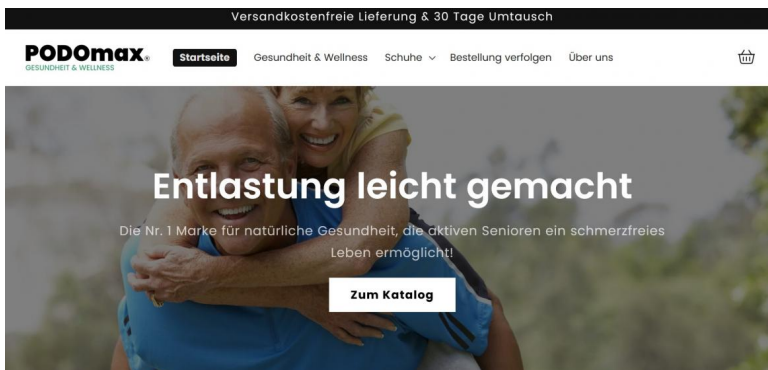 Versandkostenfreie Lieferung & 30 Tage Umtausch
PODOmax®
GESUNDHEIT & WELLNESS
Startseite Gesundheit & Wellness Schuhe Bestellung verfolgen Über uns
Entlastung leicht gemacht
Die Nr. 1 Marke für natürliche Gesundheit, die aktiven Senioren ein schmerzfreies
Leben ermöglicht!
Zum Katalog